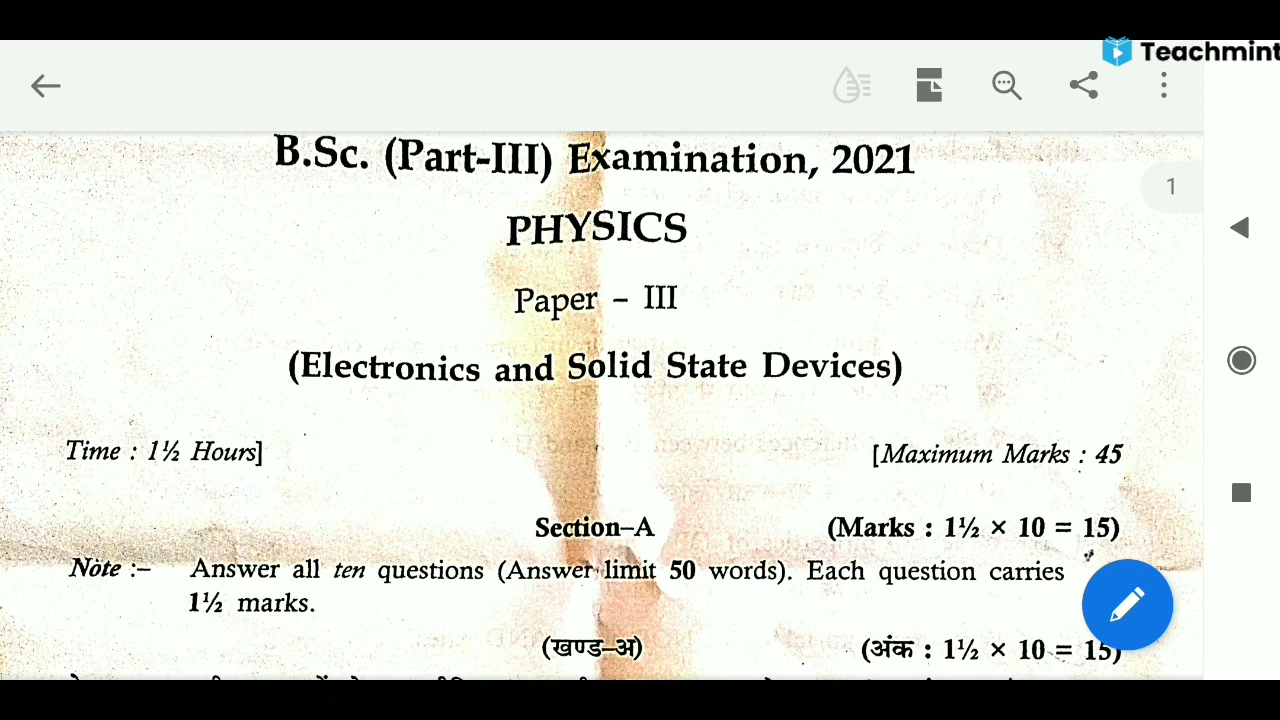 Teachmint
1
B.Sc. (Part-III) Examination, 2021
PHYSICS
Paper – III
(Electronics and Solid State Devices)
Time : 1½ Hours] [Maximum Marks : 45
Section–A (Marks : 1½ × 10 = 15)
Note :– Answer all ten questions (Answer limit 50 words). Each question carries
1½ marks.
(खण्ड–अ) (अंक : 1½ × 10 = 15)